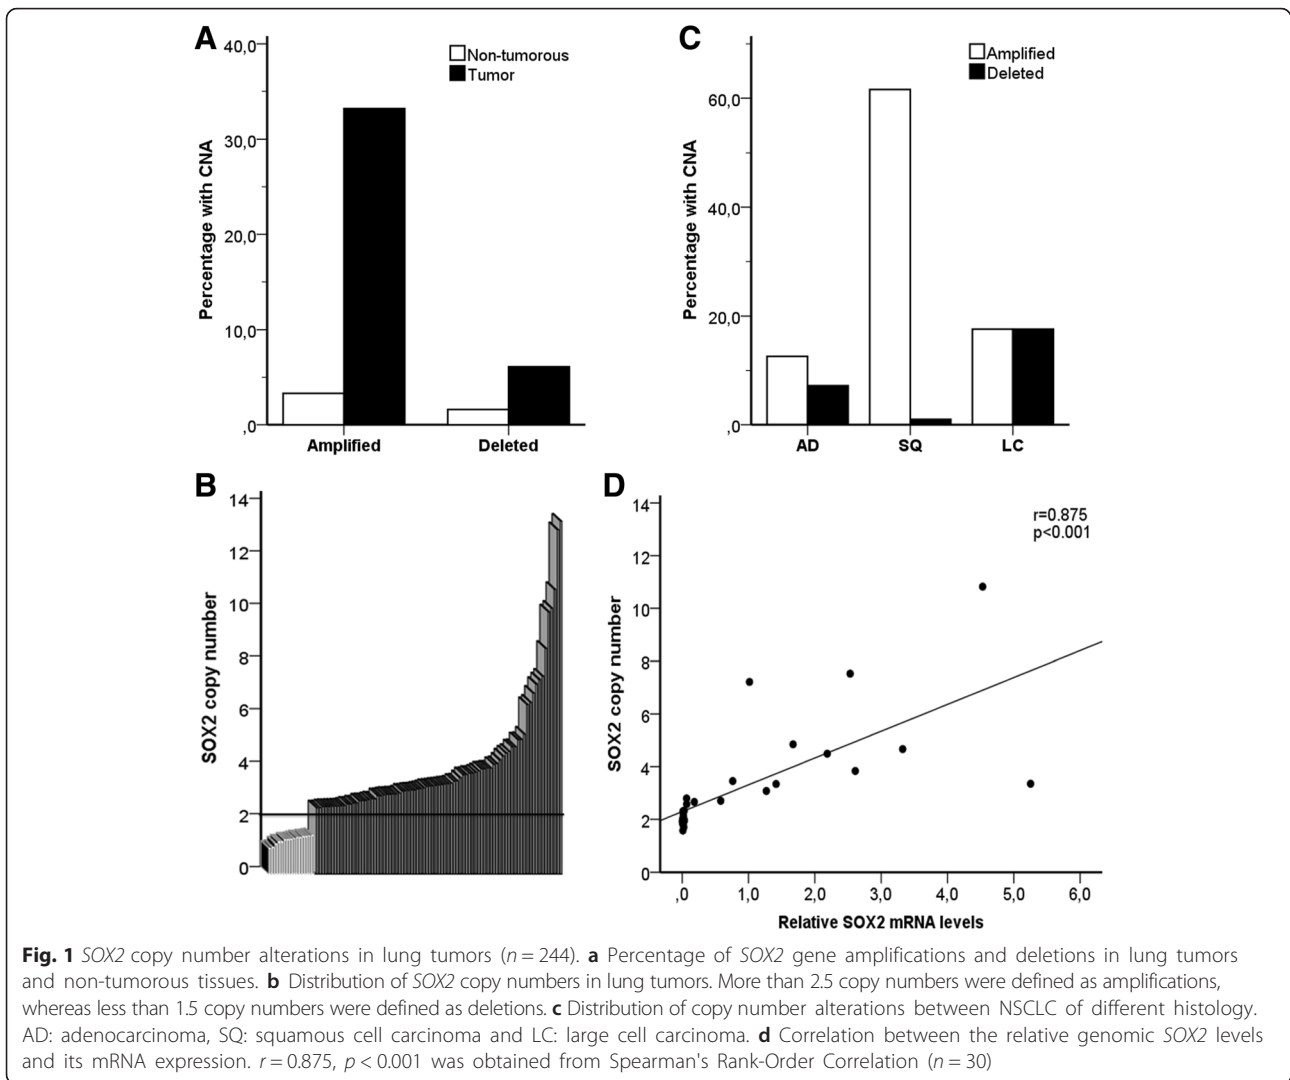 A
40,0
30,0
20,0
10,0
,0
Percentage with CNA
Non-tumorous
Tumor
Amplified
Deleted
C
60,0
40,0
20,0
,0
Percentage with CNA
Amplified
Deleted
AD
SQ
LC
B
14
12
10
8
6
4
2
0
SOX2 copy number
D
14
12
10
8
6
4
2
0
SOX2 copy number
r=0.875
p<0.001
,0
1,0
2,0
3,0
4,0
5,0
6,0
Relative SOX2 mRNA levels
Fig. 1 SOX2 copy number alterations in lung tumors (n = 244). a Percentage of SOX2 gene amplifications and deletions in lung tumors
and non-tumorous tissues. b Distribution of SOX2 copy numbers in lung tumors. More than 2.5 copy numbers were defined as amplifications,
whereas less than 1.5 copy numbers were defined as deletions. c Distribution of copy number alterations between NSCLC of different histology.
AD: adenocarcinoma, SQ: squamous cell carcinoma and LC: large cell carcinoma. d Correlation between the relative genomic SOX2 levels
and its mRNA expression. r = 0.875, p < 0.001 was obtained from Spearman's Rank-Order Correlation (n = 30)